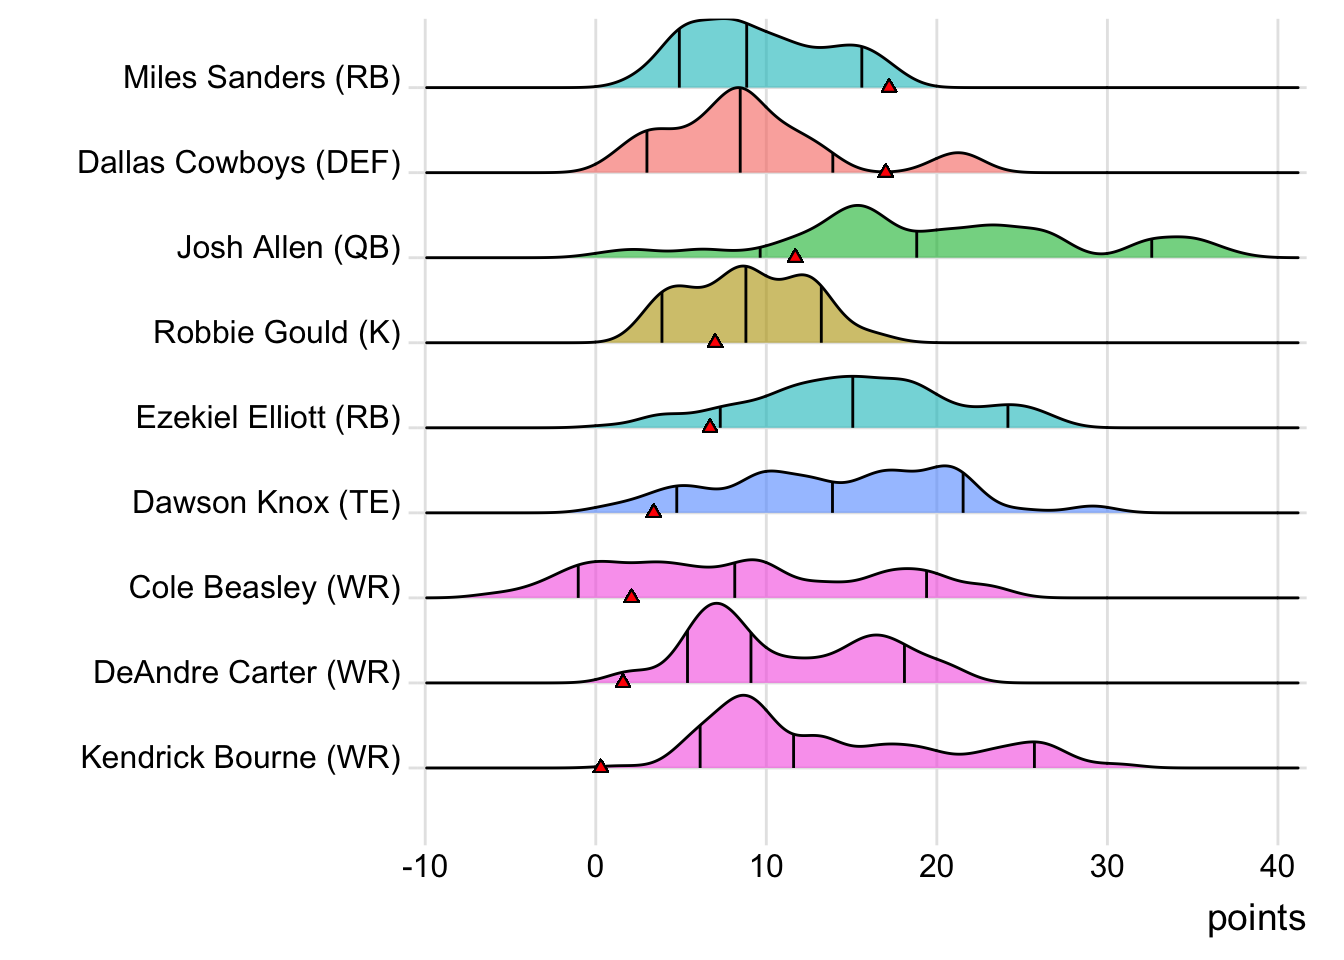 Miles Sanders (RB)
Dallas Cowboys (DEF)
Josh Allen (QB)
Robbie Gould (K)
Ezekiel Elliott (RB)
Dawson Knox (TE)
Cole Beasley (WR)
DeAndre Carter (WR)
Kendrick Bourne (WR)
-10 0 10 20 30 40
points